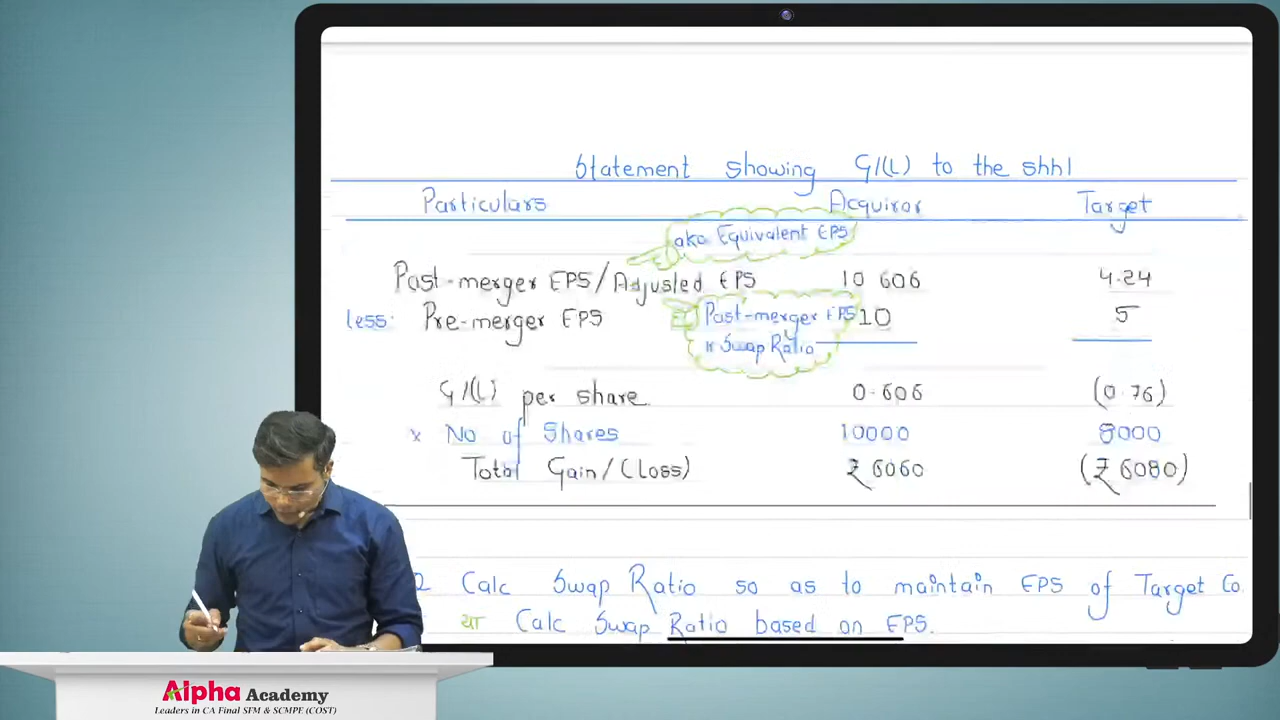 Statement showing G/(L) to the shhl
Particulars Acquiror Target
aka Equivalent EPS
Post-merger EPS/Adjusted EPS 10 606 4.24
less: Pre-merger EPS 10 5
Post-merger EPS
x Swap Ratio
G/(L) per share 0.606 (0.76)
x No of Shares 10000 8000
Total Gain/(Loss) ₹ 6060 (₹ 6080)
2 Calc Swap Ratio so as to maintain EPS of Target Co.
या Calc Swap Ratio based on EPS.
Alpha Academy
Leaders in CA Final SFM & SCMPE (COST)